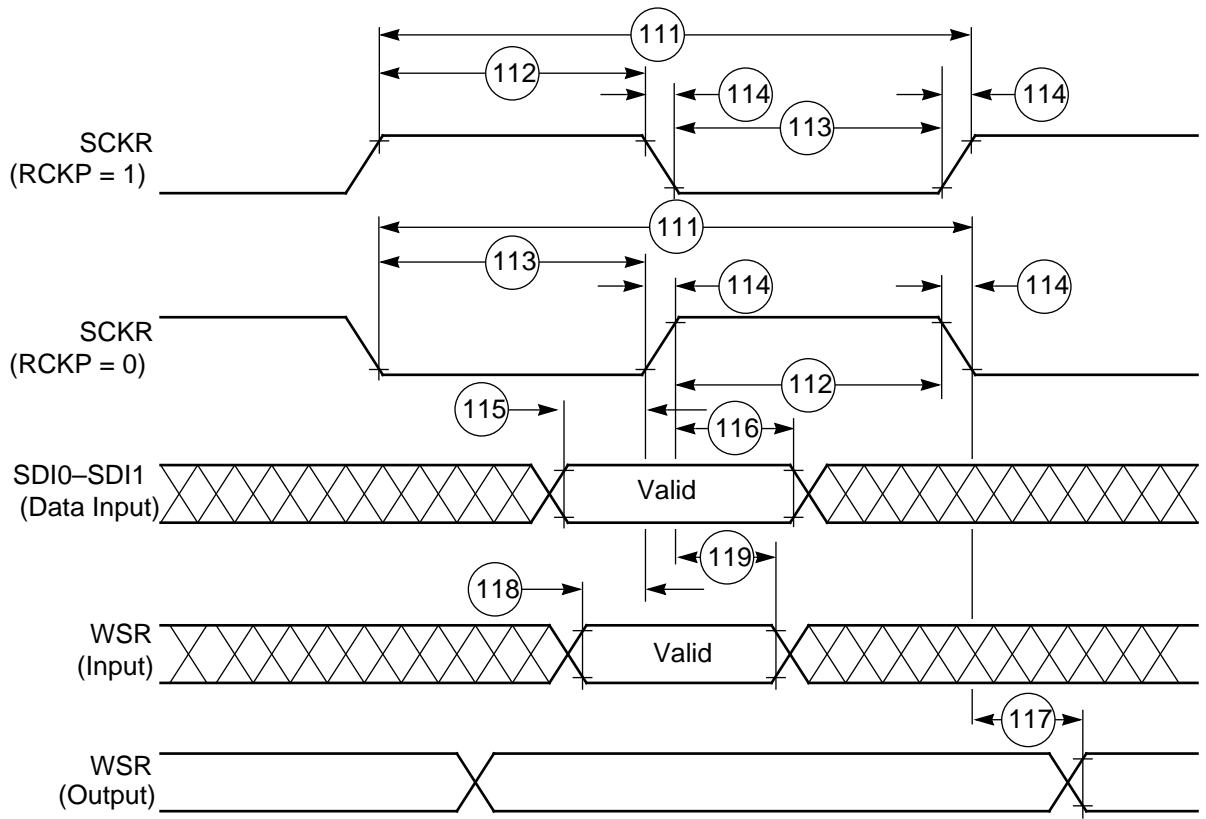 111
112
114
114
113
SCKR
(RCKP = 1)
111
113
114
114
SCKR
(RCKP = 0)
112
115
116
SDI0–SDI1
(Data Input)
Valid
119
118
WSR
(Input)
Valid
117
WSR
(Output)